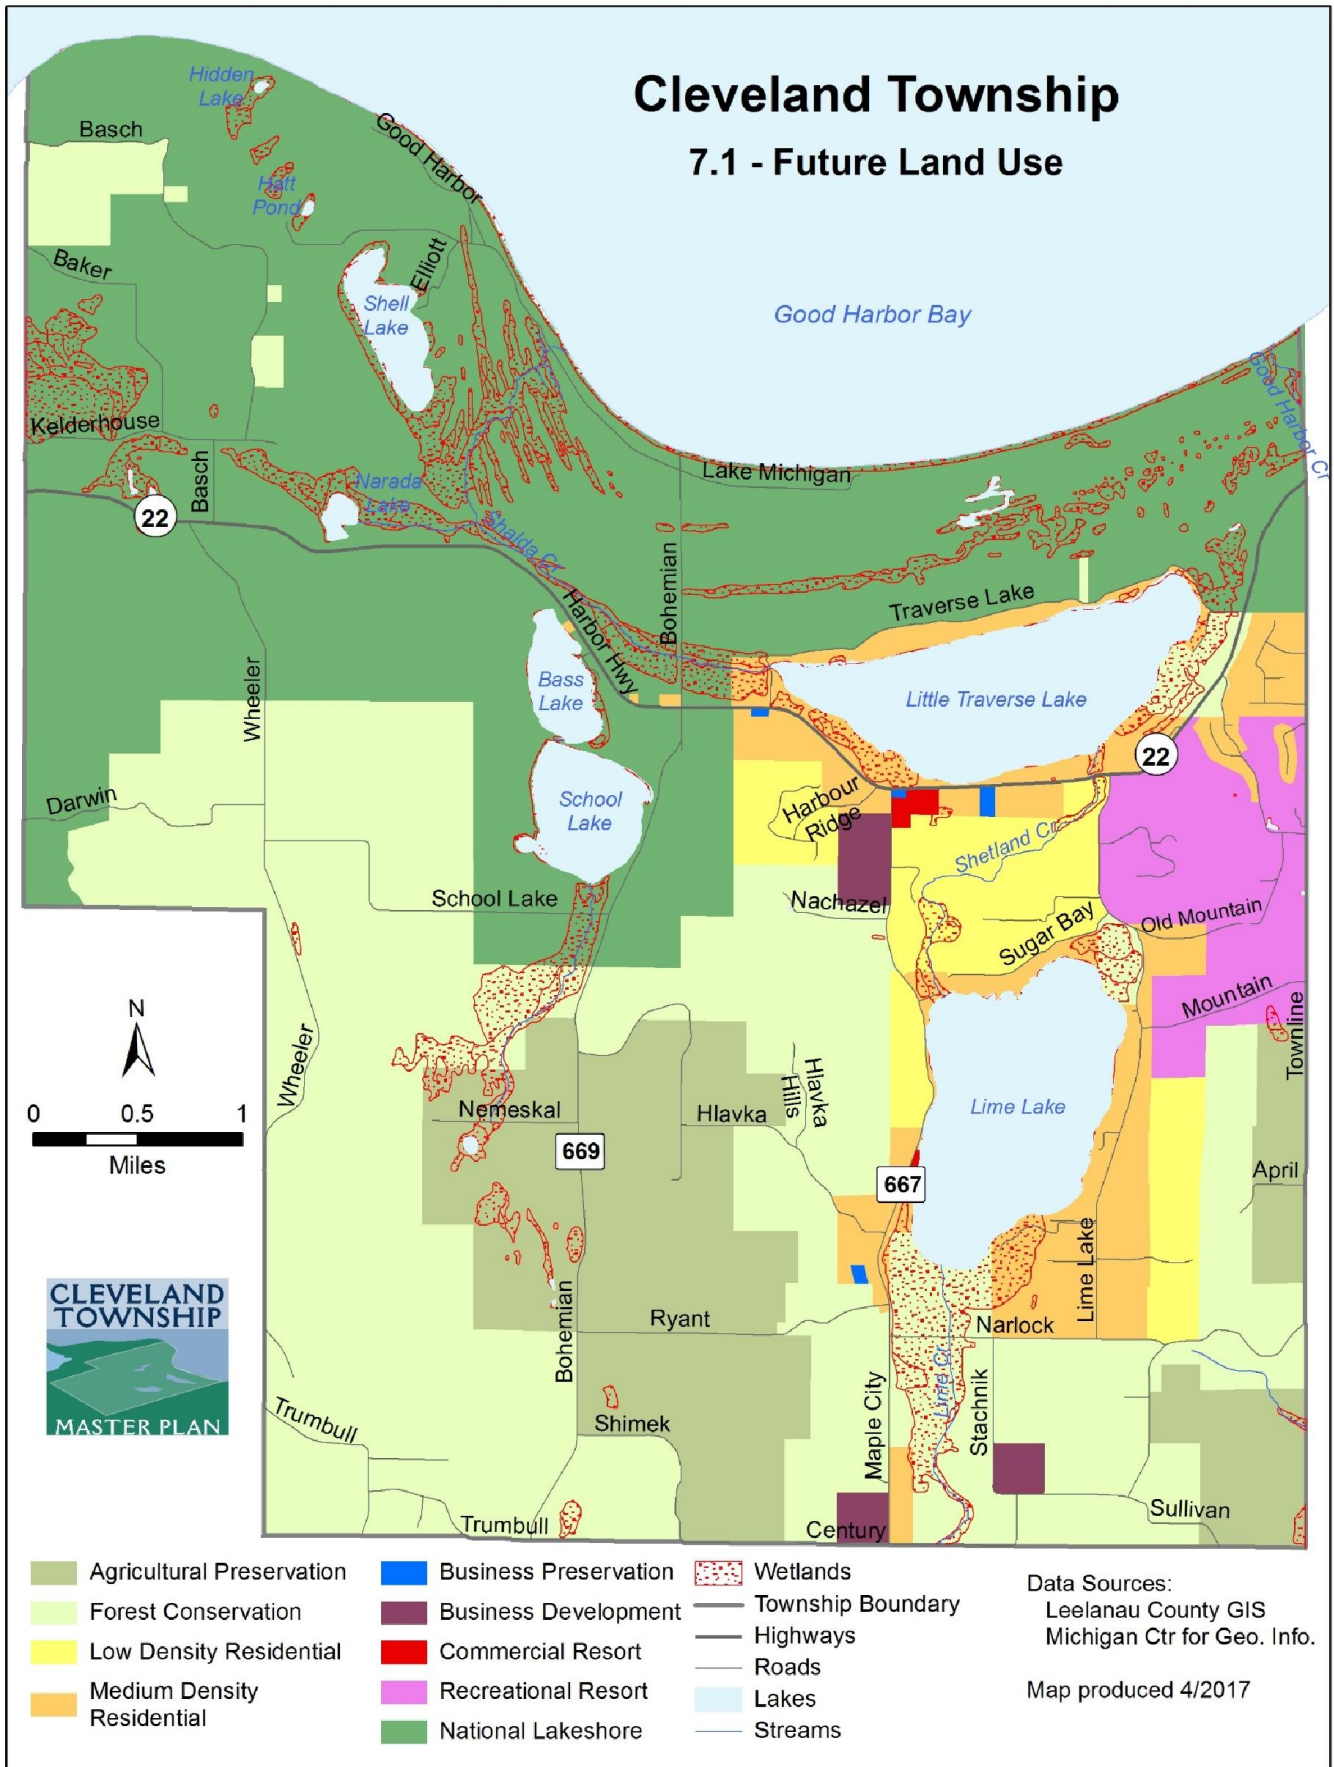 Cleveland Township
7.1 - Future Land Use
Hidden
Lake
Basch
Good Harbor
Hatt
Pond
Elliott
Baker
Shell
Lake
Good Harbor Bay
Good Harbor Cr
Kelderhouse
Basch
Narada
Lake
Lake Michigan
22
Shalda Cr
Bohemian
Harbor Hwy
Traverse Lake
Wheeler
Bass
Lake
Little Traverse Lake
22
Darwin
School
Lake
Harbour
Ridge
Shetland Cr
School Lake
Nachazel
Sugar Bay
Old Mountain
Mountain
Townline
N
Wheeler
0 0.5 1
Miles
Hlavka
Hills
Lime Lake
Nemeskal
Hlavka
669
667
April
CLEVELAND
TOWNSHIP
MASTER PLAN
Bohemian
Ryant
Lime Lake
Narlock
Lime Cr
Maple City
Stachnik
Trumbull
Shimek
Trumbull
Century
Sullivan
Agricultural Preservation
Forest Conservation
Low Density Residential
Medium Density
Residential
Business Preservation
Business Development
Commercial Resort
Recreational Resort
National Lakeshore
Wetlands
Township Boundary
Highways
Roads
Lakes
Streams
Data Sources:
Leelanau County GIS
Michigan Ctr for Geo. Info.
Map produced 4/2017